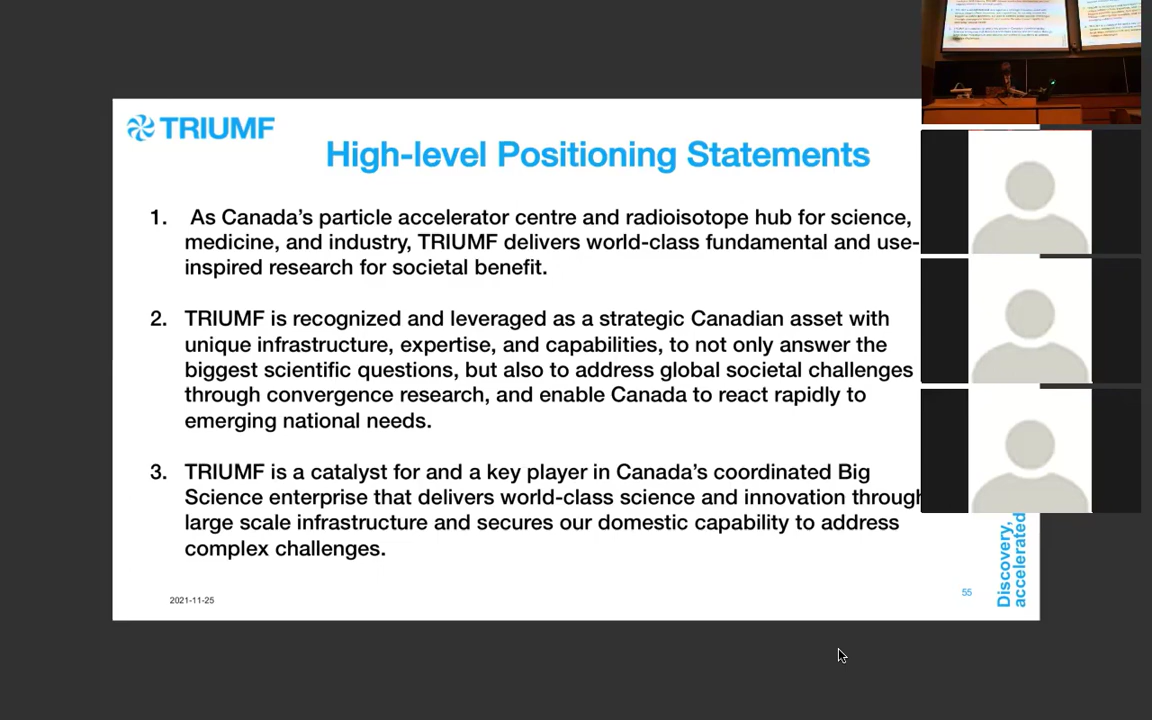 TRIUMF
High-level Positioning Statements
1. As Canada's particle accelerator centre and radioisotope hub for science,
medicine, and industry, TRIUMF delivers world-class fundamental and use-
inspired research for societal benefit.
2. TRIUMF is recognized and leveraged as a strategic Canadian asset with
unique infrastructure, expertise, and capabilities, to not only answer the
biggest scientific questions, but also to address global societal challenges
through convergence research, and enable Canada to react rapidly to
emerging national needs.
3. TRIUMF is a catalyst for and a key player in Canada's coordinated Big
Science enterprise that delivers world-class science and innovation through
large scale infrastructure and secures our domestic capability to address
complex challenges.
2021-11-25
55
Discovery,
accelerated